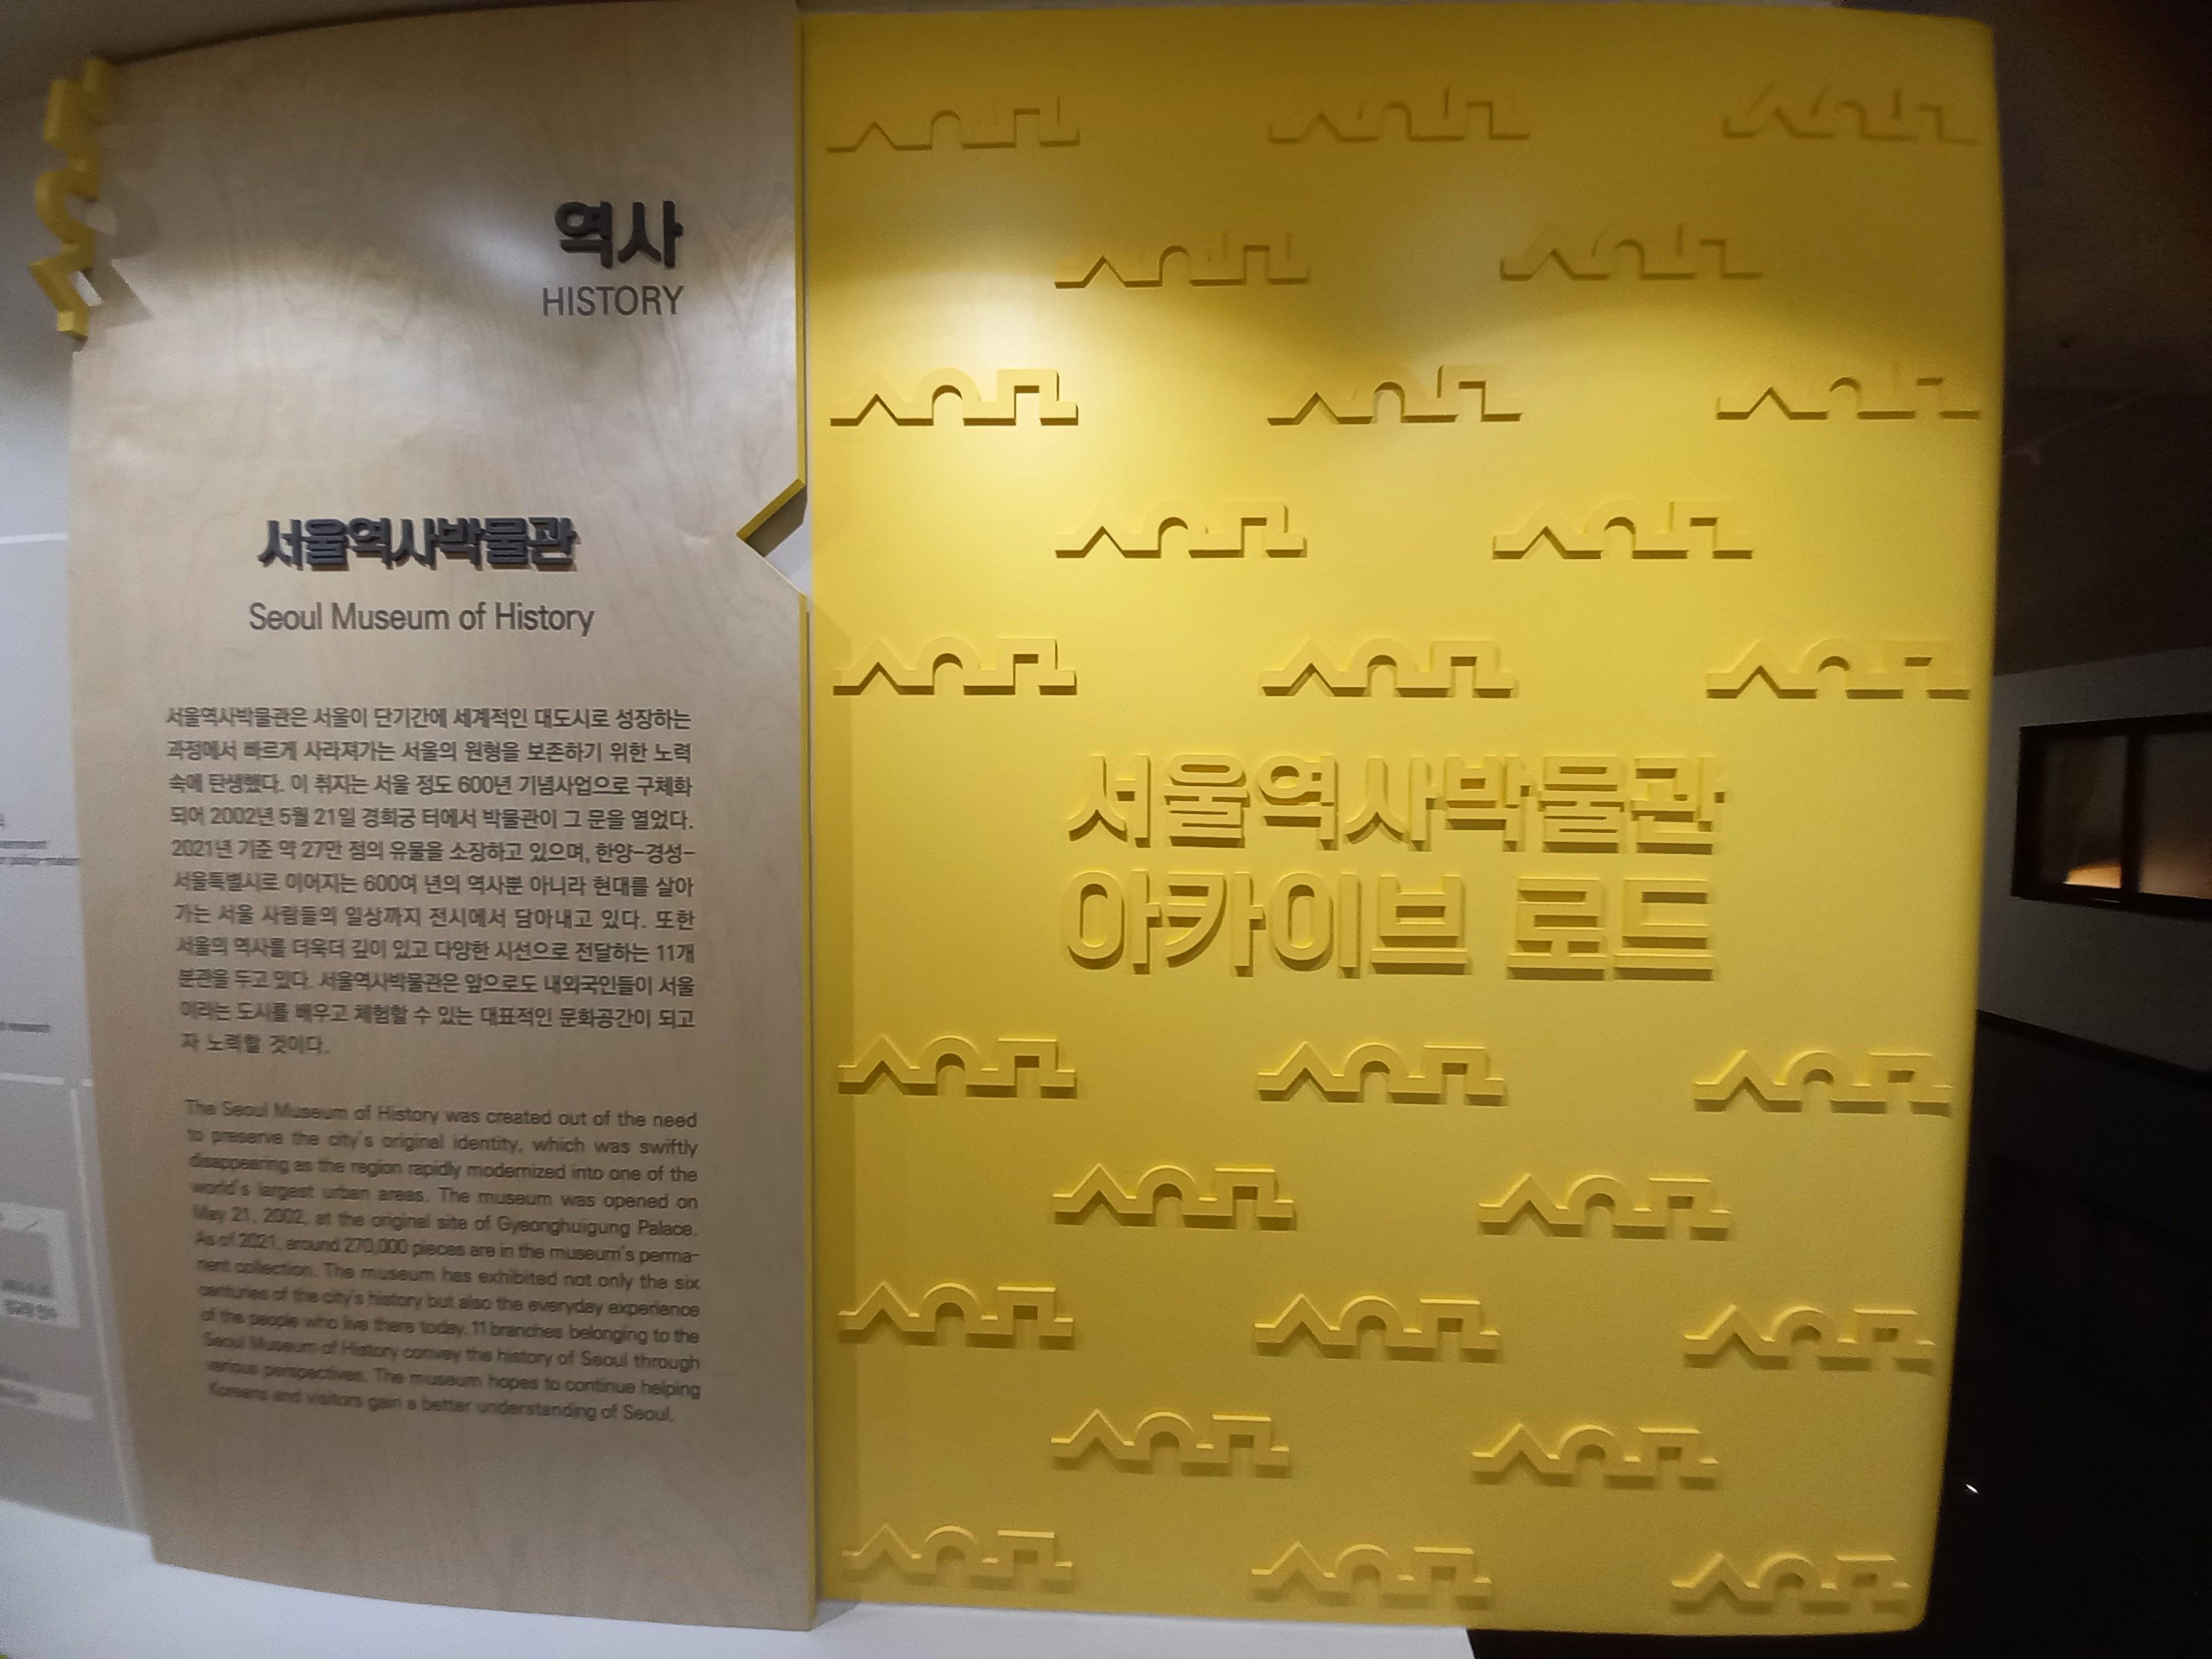 역사
HISTORY
서울역사박물관
Seoul Museum of History
서울역사박물관은 서울이 단기간에 세계적인 대도시로 성장하는
과정에서 빠르게 사라져가는 서울의 원형을 보존하기 위한 노력
속에 탄생했다. 이 취지는 서울 정도 600년 기념사업으로 구체화
되어 2002년 5월 21일 경희궁 터에서 박물관이 그 문을 열었다.
2021년 기준 약 27만 점의 유물을 소장하고 있으며, 한양-경성-
서울특별시로 이어지는 600여 년의 역사뿐 아니라 현대를 살아
가는 서울 사람들의 일상까지 전시에서 담아내고 있다. 또한
서울의 역사를 더욱더 깊이 있고 다양한 시선으로 전달하는 11개
분관을 두고 있다. 서울역사박물관은 앞으로도 내외국인들이 서울
이라는 도시를 배우고 체험할 수 있는 대표적인 문화공간이 되고
자 노력할 것이다.
The Seoul Museum of History was created out of the need
to preserve the city's original identity, which was swiftly
disappearing as the region rapidly modernized into one of the
world's largest urban areas. The museum was opened on
May 21, 2002, at the original site of Gyeonghuigung Palace.
As of 2021, around 270,000 pieces are in the museum's perma-
nent collection. The museum has exhibited not only the six
centuries of the city's history but also the everyday experience
of the people who live there today. 11 branches belonging to the
Seoul Museum of History convey the history of Seoul through
various perspectives. The museum hopes to continue helping
Koreans and visitors gain a better understanding of Seoul.
서울역사박물관
아카이브 로드